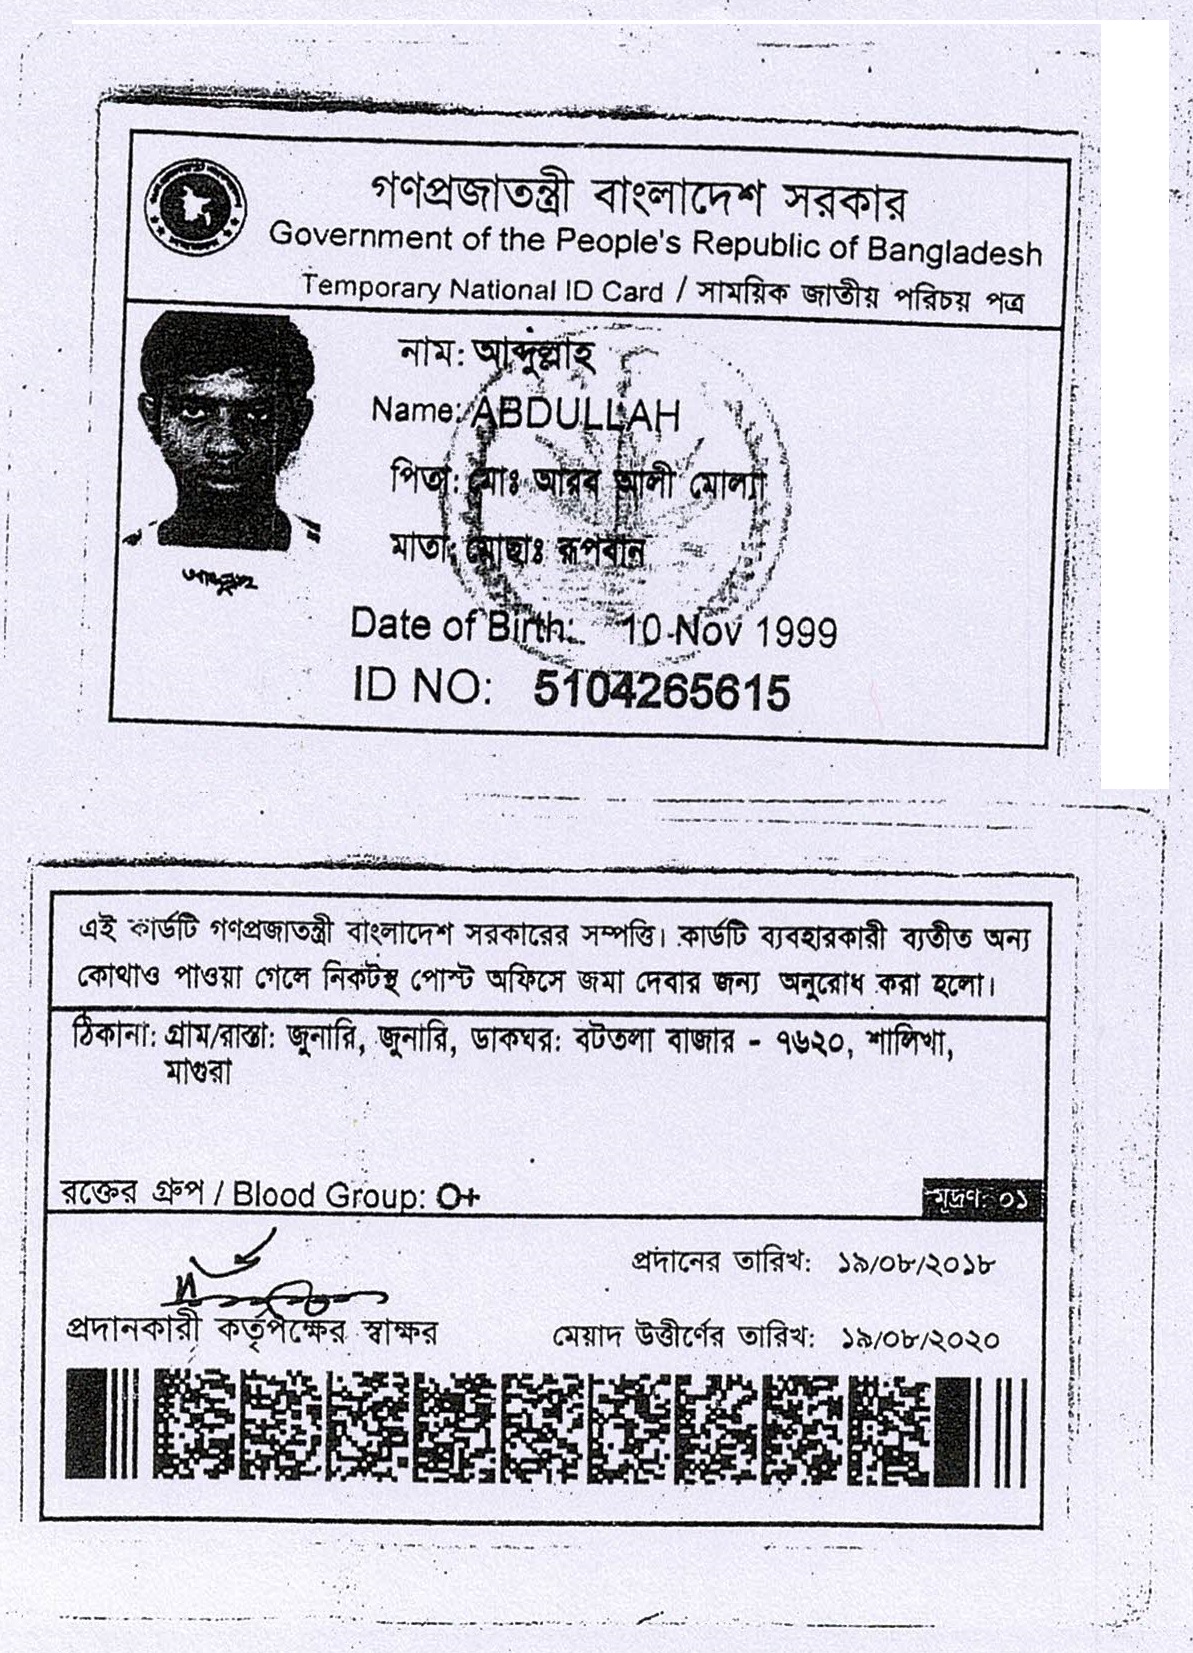 গণপ্রজাতন্ত্রী বাংলাদেশ সরকার
Government of the People's Republic of Bangladesh
Temporary National ID Card / সাময়িক জাতীয় পরিচয় পত্র
নাম: আব্দুল্লাহ
Name: ABDULLAH
পিতা: মোঃ আরব আলী মোল্যা
মাতা: মোছাঃ রূপবান
Date of Birth: 10 Nov 1999
ID NO: 5104265615
এই কার্ডটি গণপ্রজাতন্ত্রী বাংলাদেশ সরকারের সম্পত্তি। কার্ডটি ব্যবহারকারী ব্যতীত অন্য
কোথাও পাওয়া গেলে নিকটস্থ পোস্ট অফিসে জমা দেবার জন্য অনুরোধ করা হলো।
ঠিকানা: গ্রাম/রাস্তা: জুনারি, জুনারি, ডাকঘর: বটতলা বাজার - ৭৬২০, শালিখা,
মাগুরা
রক্তের গ্রুপ / Blood Group: O+
মূদ্রণ: ০১
প্রদানের তারিখ: ১৯/০৮/২০১৮
প্রদানকারী কর্তৃপক্ষের স্বাক্ষর
মেয়াদ উত্তীর্ণের তারিখ: ১৯/০৮/২০২০